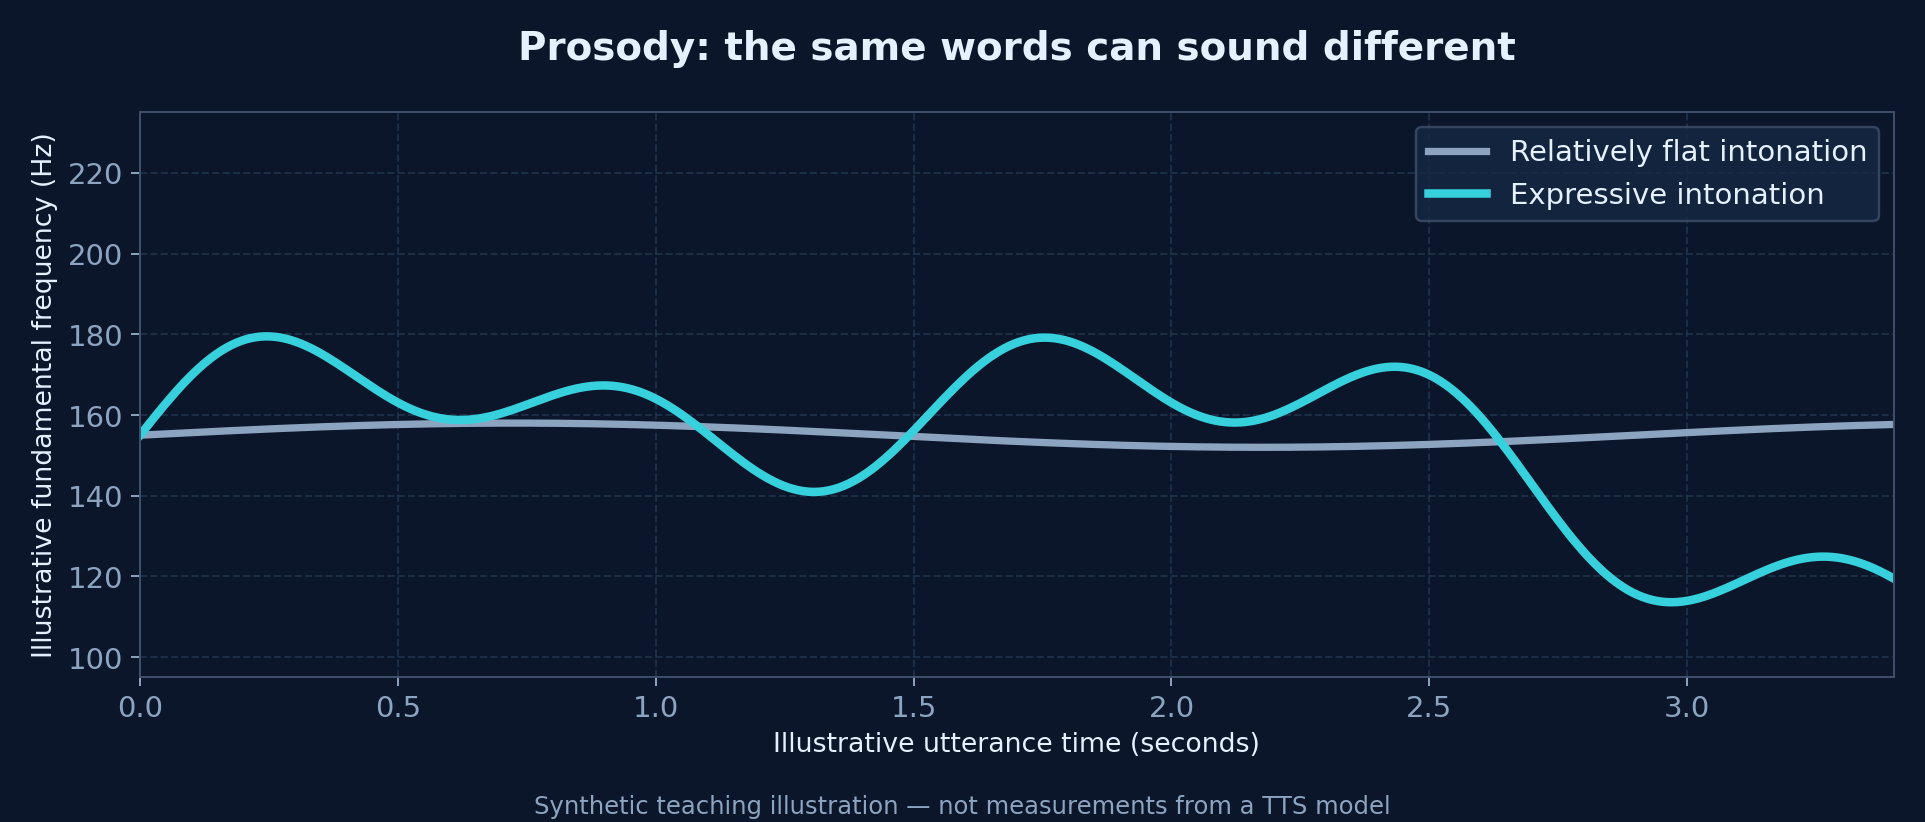 Prosody: the same words can sound different
Relatively flat intonation
Expressive intonation
Illustrative fundamental frequency (Hz)
220
200
180
160
140
120
100
0.0 0.5 1.0 1.5 2.0 2.5 3.0
Illustrative utterance time (seconds)
Synthetic teaching illustration — not measurements from a TTS model